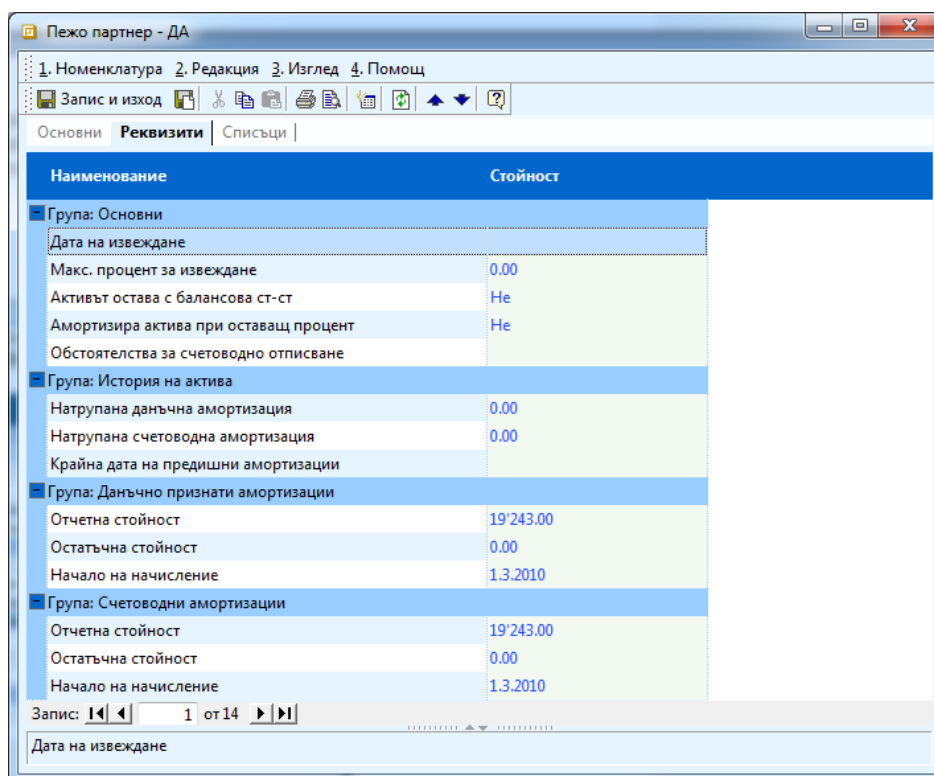 Пежо партнер - ДА
1. Номенклатура 2. Редакция 3. Изглед 4. Помощ
Запис и изход
Основни Реквизити Списъци
Наименование Стойност
Група: Основни
Дата на извеждане
Макс. процент за извеждане 0.00
Активът остава с балансова ст-ст Не
Амортизира актива при оставащ процент Не
Обстоятелства за счетоводно отписване
Група: История на актива
Натрупана данъчна амортизация 0.00
Натрупана счетоводна амортизация 0.00
Крайна дата на предишни амортизации
Група: Данъчно признати амортизации
Отчетна стойност 19'243.00
Остатъчна стойност 0.00
Начало на начисление 1.3.2010
Група: Счетоводни амортизации
Отчетна стойност 19'243.00
Остатъчна стойност 0.00
Начало на начисление 1.3.2010
Запис: 1 от 14
Дата на извеждане